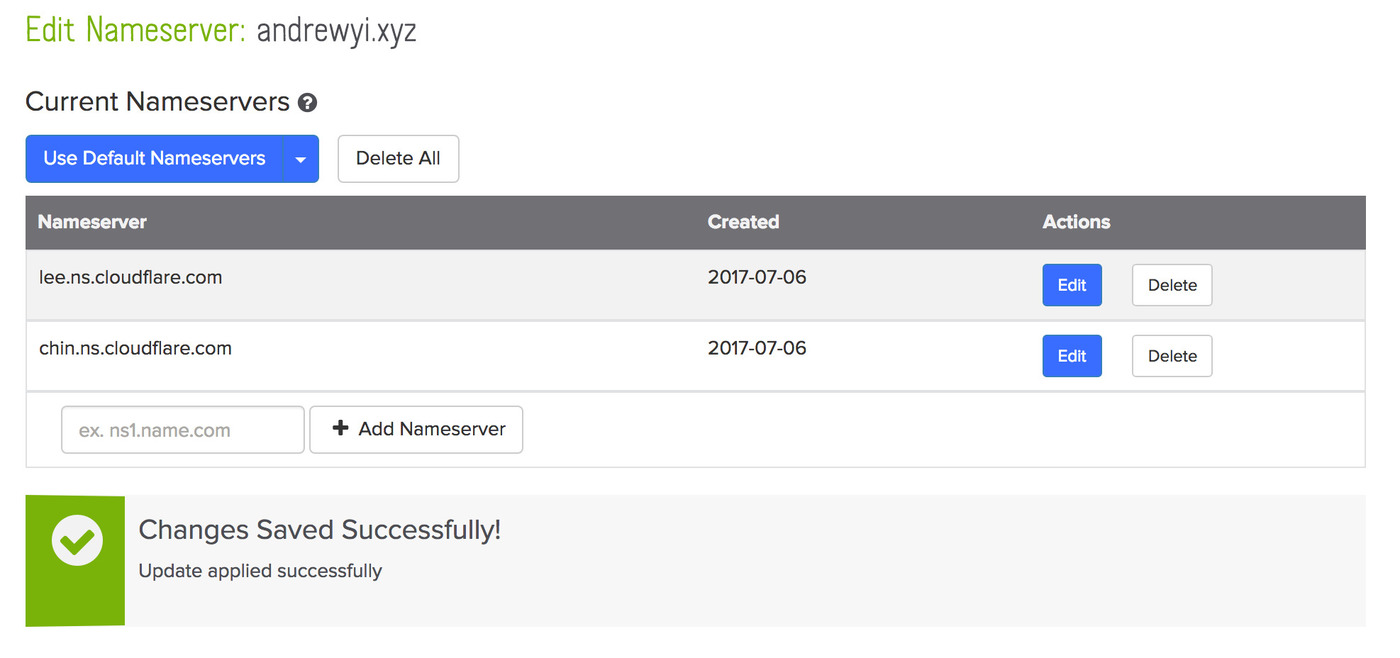 Edit Nameserver: andrewyi.xyz
Current Nameservers ?
Use Default Nameservers Delete All
Nameserver Created Actions
lee.ns.cloudflare.com 2017-07-06 Edit Delete
chin.ns.cloudflare.com 2017-07-06 Edit Delete
ex. ns1.name.com + Add Nameserver
Changes Saved Successfully!
Update applied successfully